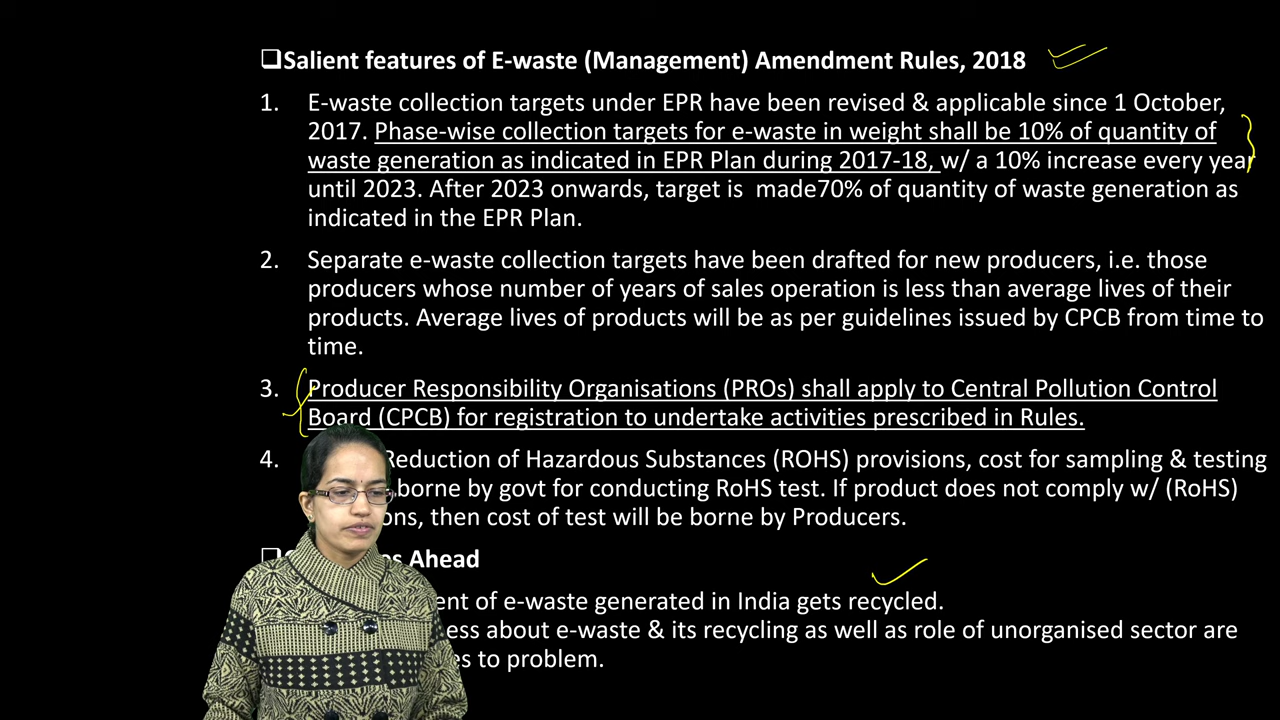 Salient features of E-waste (Management) Amendment Rules, 2018
1. E-waste collection targets under EPR have been revised & applicable since 1 October,
2017. Phase-wise collection targets for e-waste in weight shall be 10% of quantity of
waste generation as indicated in EPR Plan during 2017-18, w/ a 10% increase every year
until 2023. After 2023 onwards, target is made70% of quantity of waste generation as
indicated in the EPR Plan.
2. Separate e-waste collection targets have been drafted for new producers, i.e. those
producers whose number of years of sales operation is less than average lives of their
products. Average lives of products will be as per guidelines issued by CPCB from time to
time.
3. Producer Responsibility Organisations (PROs) shall apply to Central Pollution Control
Board (CPCB) for registration to undertake activities prescribed in Rules.
4. Reduction of Hazardous Substances (ROHS) provisions, cost for sampling & testing
borne by govt for conducting RoHS test. If product does not comply w/ (RoHS)
then cost of test will be borne by Producers.
Ahead
of e-waste generated in India gets recycled.
about e-waste & its recycling as well as role of unorganised sector are
to problem.